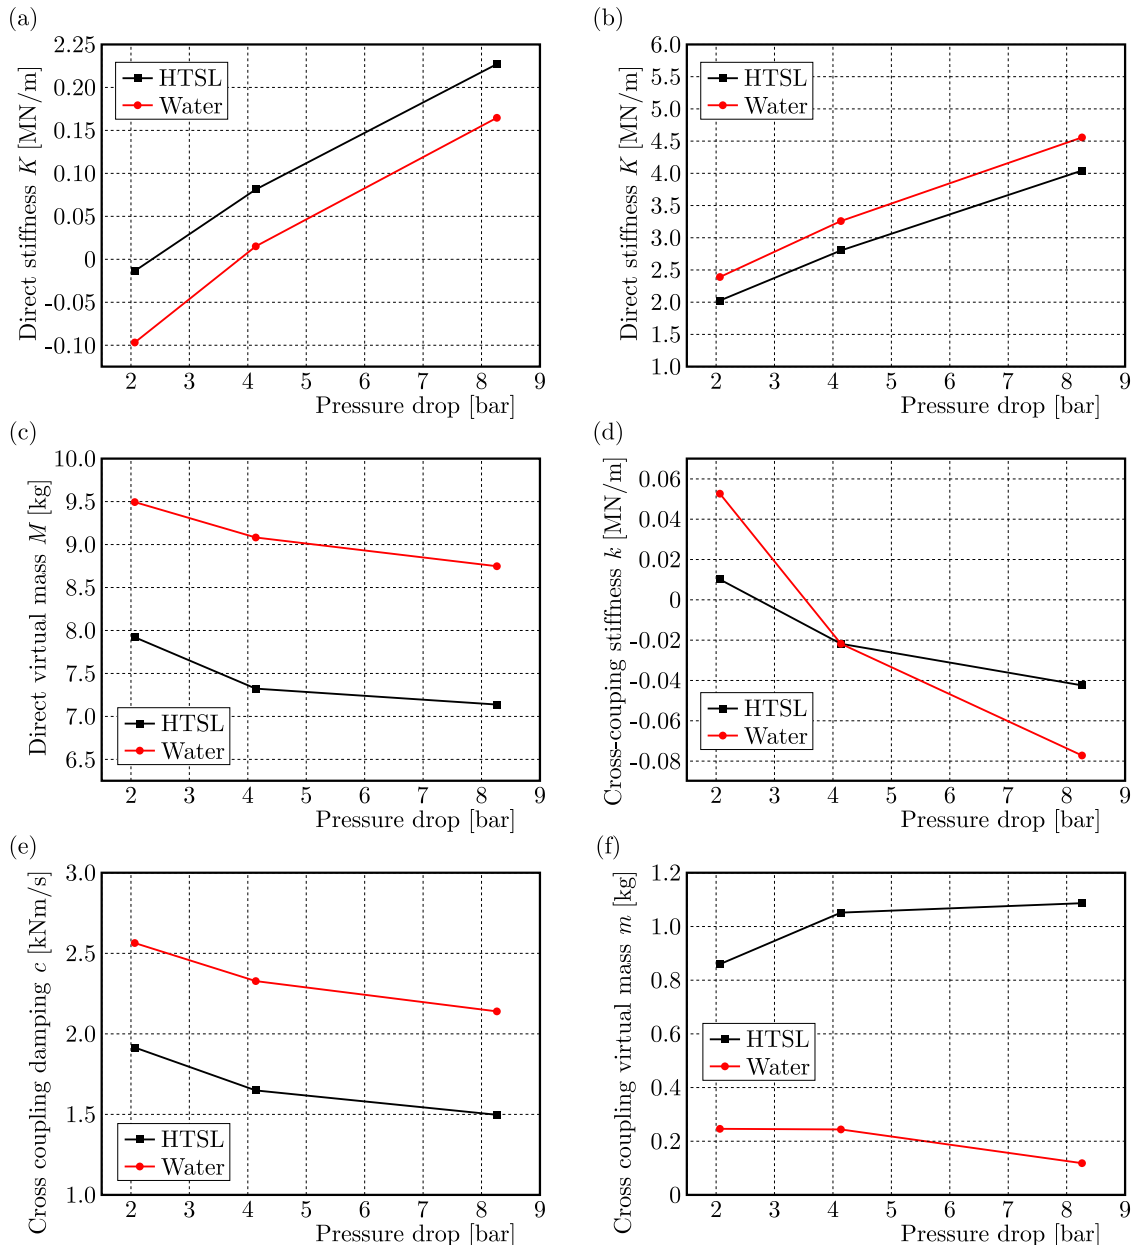 (a)
Direct stiffness K [MN/m]
2.25
0.20
0.15
0.10
0.05
0
-0.05
-0.10
HTSL
Water
2 3 4 5 6 7 8 9
Pressure drop [bar]
(b)
Direct stiffness K [MN/m]
6.0
5.5
5.0
4.5
4.0
3.5
3.0
2.5
2.0
1.5
1.0
HTSL
Water
2 3 4 5 6 7 8 9
Pressure drop [bar]
(c)
Direct virtual mass M [kg]
10.0
9.5
9.0
8.5
8.0
7.5
7.0
6.5
HTSL
Water
2 3 4 5 6 7 8 9
Pressure drop [bar]
(d)
Cross-couping stiffness k [MN/m]
0.06
0.04
0.02
0
-0.02
-0.04
-0.06
-0.08
HTSL
Water
2 3 4 5 6 7 8 9
Pressure drop [bar]
(e)
Cross coupling damping c [kNm/s]
3.0
2.5
2.0
1.5
1.0
HTSL
Water
2 3 4 5 6 7 8 9
Pressure drop [bar]
(f)
Cross coupling virtual mass m [kg]
1.2
1.0
0.8
0.6
0.4
0.2
0
HTSL
Water
2 3 4 5 6 7 8 9
Pressure drop [bar]